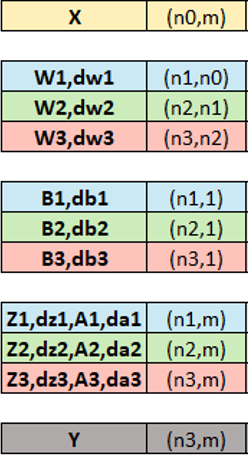 X (n0,m)
W1,dw1 (n1,n0)
W2,dw2 (n2,n1)
W3,dw3 (n3,n2)
B1,db1 (n1,1)
B2,db2 (n2,1)
B3,db3 (n3,1)
Z1,dz1,A1,da1 (n1,m)
Z2,dz2,A2,da2 (n2,m)
Z3,dz3,A3,da3 (n3,m)
Y (n3,m)